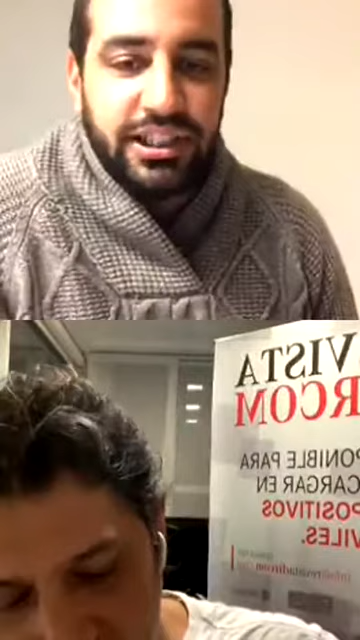 VISTA
RCOM
PONIBLE PARA
CARGAR EN
POSITIVOS
VILES.